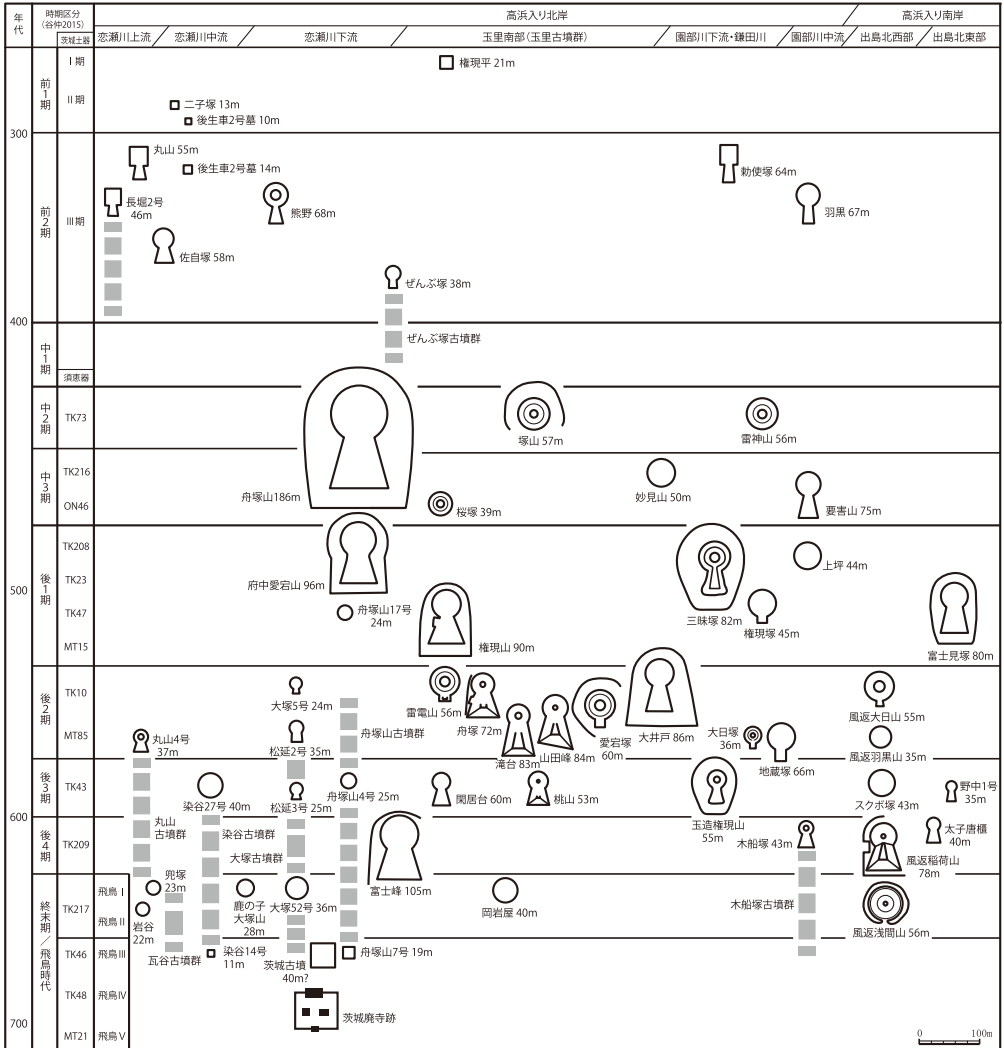 年代
時期区分
(谷仲2015)
茨城土器
高浜入り北岸
高浜入り南岸
恋瀬川上流
恋瀬川中流
恋瀬川下流
玉里南部(玉里古墳群)
園部川下流・鎌田川
園部川中流
出島北西部
出島北東部
前1期
Ⅰ期
Ⅱ期
権現平 21m
二子塚 13m
後生車2号墓 10m
300
前2期
Ⅲ期
丸山 55m
後生車2号墓 14m
勅使塚 64m
長堀2号
46m
熊野 68m
羽黒 67m
佐自塚 58m
ぜんぶ塚 38m
400
中1期
須恵器
ぜんぶ塚古墳群
中2期
TK73
塚山 57m
雷神山 56m
中3期
TK216
ON46
舟塚山186m
桜塚 39m
妙見山 50m
要害山 75m
後1期
TK208
TK23
500
TK47
MT15
府中愛宕山 96m
上坪 44m
舟塚山17号
24m
三昧塚 82m
権現塚 45m
権現山 90m
富士見塚 80m
後2期
TK10
MT85
大塚5号 24m
雷電山 56m
舟塚 72m
風返大日山 55m
舟塚山古墳群
丸山4号
37m
松延2号 35m
滝台 83m
山田峰 84m
愛宕塚
60m
大井戸 86m
大日塚
36m
地蔵塚 66m
風返羽黒山 35m
後3期
TK43
染谷27号 40m
松延3号 25m
舟塚山4号 25m
閑居台 60m
桃山 53m
玉造権現山
55m
スクボ塚 43m
野中1号
35m
600
後4期
TK209
丸山
古墳群
染谷古墳群
大塚古墳群
富士峰 105m
木船塚 43m
風返稲荷山
78m
太子唐櫃
40m
終末期/飛鳥時代
飛鳥Ⅰ
TK217
飛鳥Ⅱ
兜塚
23m
岩谷
22m
鹿の子
大塚山
28m
大塚52号 36m
岡岩屋 40m
木船塚古墳群
風返浅間山 56m
瓦谷古墳群
TK46
飛鳥Ⅲ
染谷14号
11m
茨城古墳
40m?
舟塚山7号 19m
TK48
飛鳥Ⅳ
茨城廃寺跡
700
MT21
飛鳥Ⅴ
0
100m